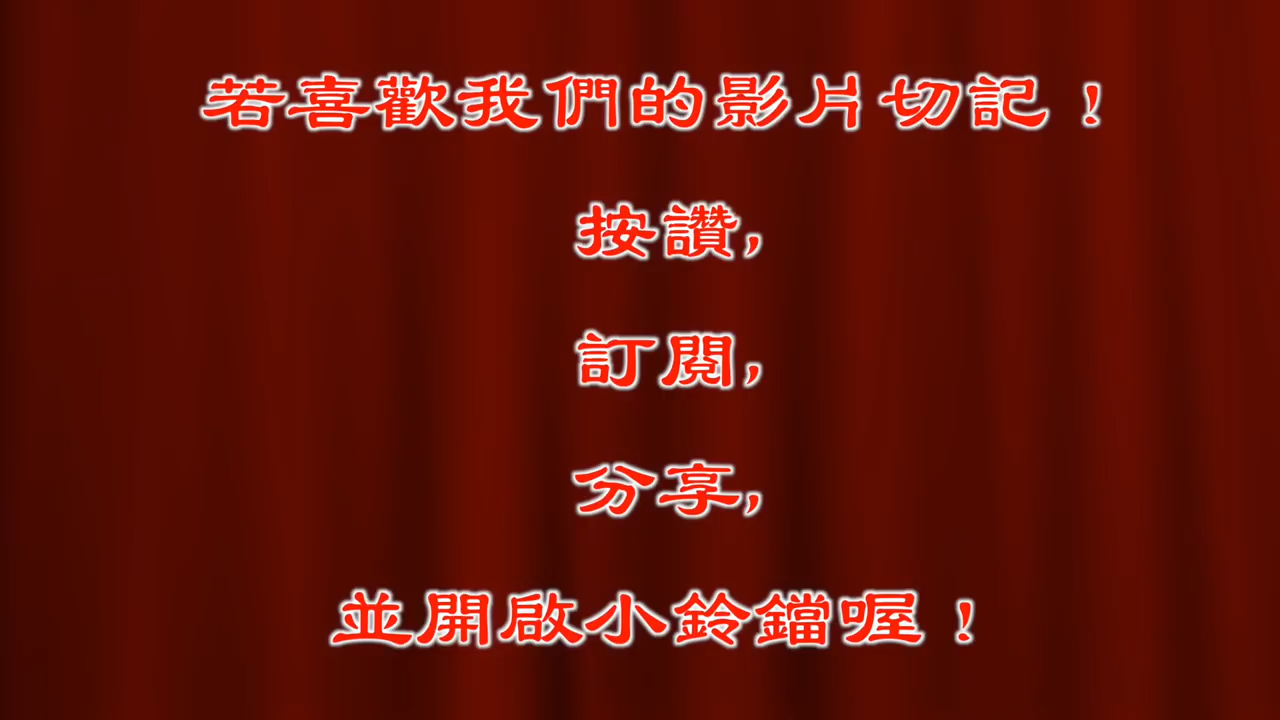 若喜歡我們的影片切記！
按讚,
訂閱,
分享,
並開啟小鈴鐺喔！